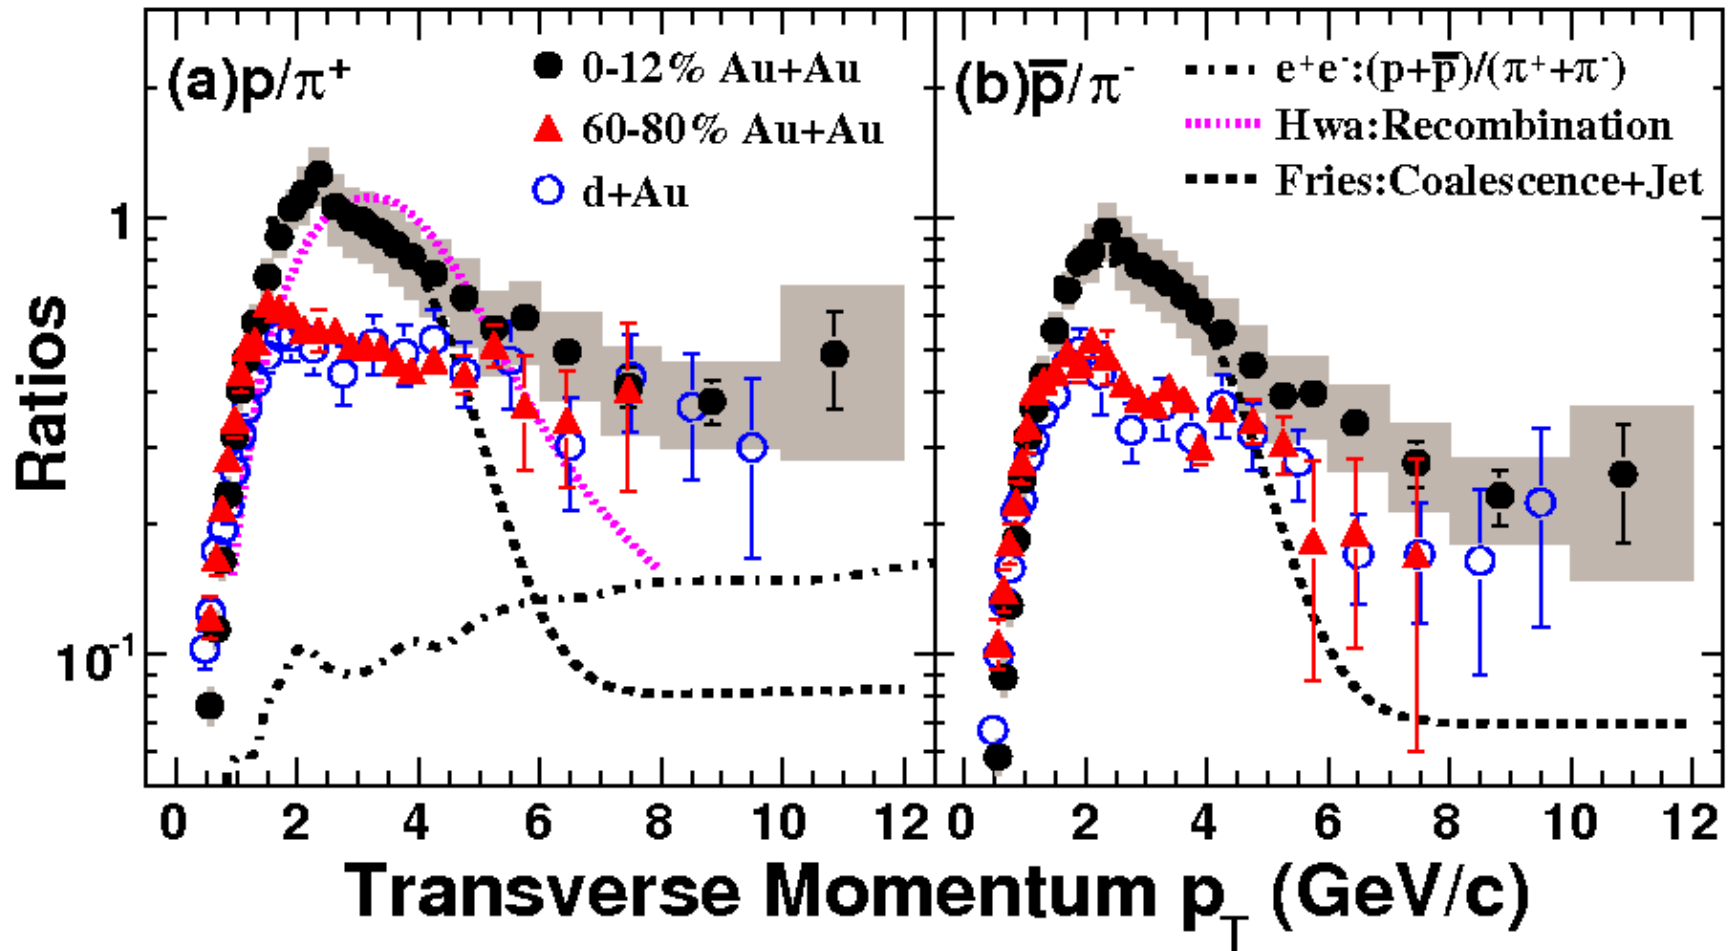 (a)p/π⁺
0-12% Au+Au
60-80% Au+Au
d+Au
(b)p̅/π⁻
e⁺e⁻:(p+p̅)/(π⁺+π⁻)
Hwa:Recombination
Fries:Coalescence+Jet
1
10⁻¹
Ratios
0 2 4 6 8 10 12
0 2 4 6 8 10 12
Transverse Momentum p_T (GeV/c)